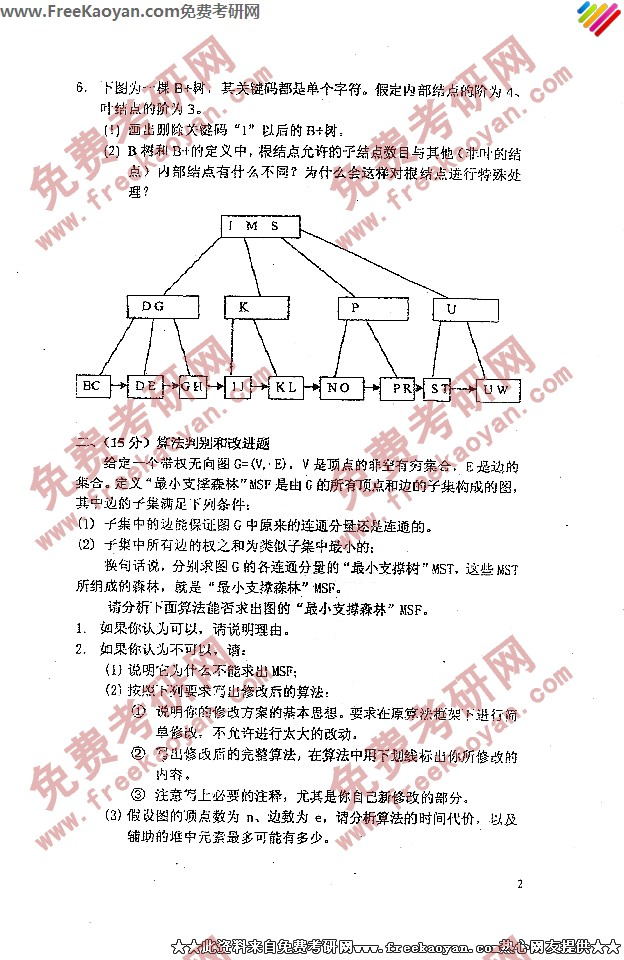 www.FreeKaoyan.com免费考研网
6. 下图为一棵 B+树，其关键码都是单个字符。假定内部结点的阶为 4、
叶结点的阶为 3。
(1) 画出删除关键码“I”以后的 B+树。
(2) B 树和 B+的定义中，根结点允许的子结点数目与其他（非叶的结
点）内部结点有什么不同？为什么会这样对根结点进行特殊处
理？
I M S
DG K P U
BC DE GH IJ KL NO PR ST UW
二、（15 分）算法判别和改进题
给定一个带权无向图 G=(V, E)，V 是顶点的非空有穷集合，E 是边的
集合。定义“最小支撑森林”MSF 是由 G 的所有顶点和边的子集构成的图，
其中边的子集满足下列条件：
(1) 子集中的边能保证图 G 中原来的连通分量还是连通的。
(2) 子集中所有边的权之和为类似子集中最小的；
换句话说，分别求图 G 的各连通分量的“最小支撑树”MST，这些 MST
所组成的森林，就是“最小支撑森林”MSF。
请分析下面算法能否求出图的“最小支撑森林”MSF。
1. 如果你认为可以，请说明理由。
2. 如果你认为不可以，请：
(1) 说明它为什么不能求出 MSF；
(2) 按照下列要求写出修改后的算法：
① 说明你的修改方案的基本思想。要求在原算法框架下进行简
单修改，不允许进行太大的改动。
② 写出修改后的完整算法，在算法中用下划线标出你所修改的
内容。
③ 注意写上必要的注释，尤其是你自己新修改的部分。
(3) 假设图的顶点数为 n、边数为 e，请分析算法的时间代价，以及
辅助的堆中元素最多可能有多少。
2
免费考研网
www.freekaoyan.com
★★此资料来自免费考研网www.freekaoyan.com热心网友提供★★